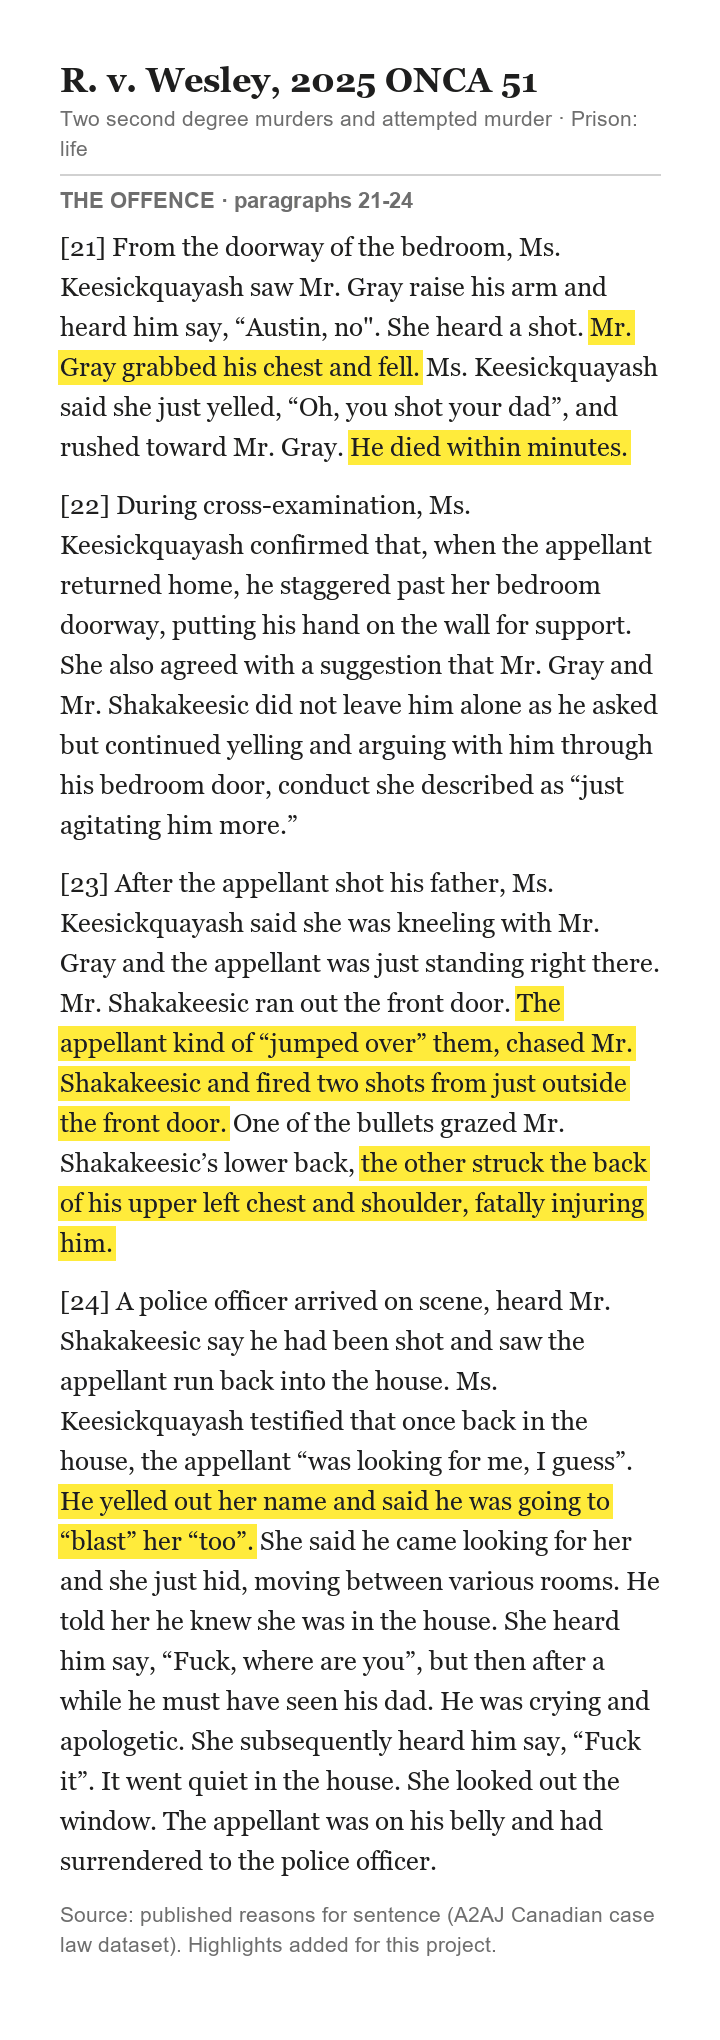 R. v. Wesley, 2025 ONCA 51
Two second degree murders and attempted murder · Prison:
life
THE OFFENCE · paragraphs 21-24
[21] From the doorway of the bedroom, Ms.
Keesickquayash saw Mr. Gray raise his arm and
heard him say, “Austin, no". She heard a shot. Mr.
Gray grabbed his chest and fell. Ms. Keesickquayash
said she just yelled, “Oh, you shot your dad”, and
rushed toward Mr. Gray. He died within minutes.
[22] During cross-examination, Ms.
Keesickquayash confirmed that, when the appellant
returned home, he staggered past her bedroom
doorway, putting his hand on the wall for support.
She also agreed with a suggestion that Mr. Gray and
Mr. Shakakeesic did not leave him alone as he asked
but continued yelling and arguing with him through
his bedroom door, conduct she described as “just
agitating him more.”
[23] After the appellant shot his father, Ms.
Keesickquayash said she was kneeling with Mr.
Gray and the appellant was just standing right there.
Mr. Shakakeesic ran out the front door. The
appellant kind of “jumped over” them, chased Mr.
Shakakeesic and fired two shots from just outside
the front door. One of the bullets grazed Mr.
Shakakeesic’s lower back, the other struck the back
of his upper left chest and shoulder, fatally injuring
him.
[24] A police officer arrived on scene, heard Mr.
Shakakeesic say he had been shot and saw the
appellant run back into the house. Ms.
Keesickquayash testified that once back in the
house, the appellant “was looking for me, I guess”.
He yelled out her name and said he was going to
“blast” her “too”. She said he came looking for her
and she just hid, moving between various rooms. He
told her he knew she was in the house. She heard
him say, “Fuck, where are you”, but then after a
while he must have seen his dad. He was crying and
apologetic. She subsequently heard him say, “Fuck
it”. It went quiet in the house. She looked out the
window. The appellant was on his belly and had
surrendered to the police officer.
Source: published reasons for sentence (A2AJ Canadian case
law dataset). Highlights added for this project.